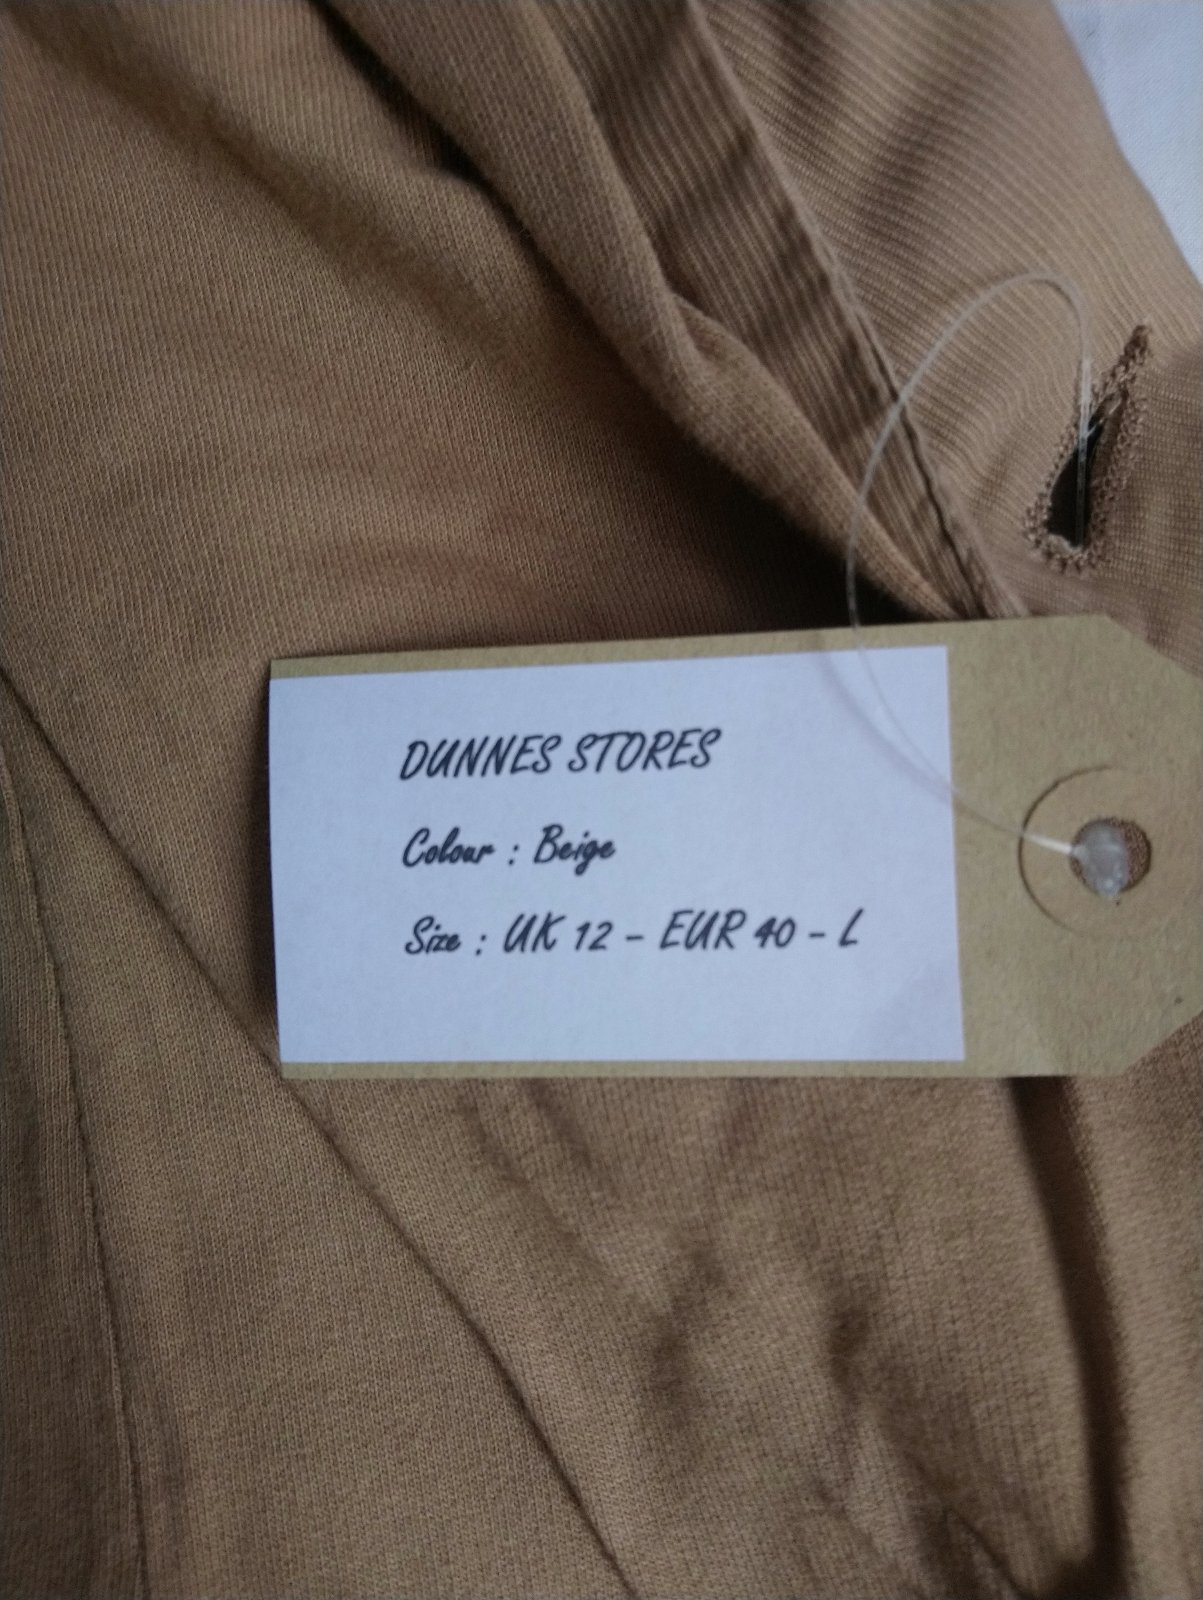 DUNNES STORES
Colour : Beige
Size : UK 12 - EUR 40 - L